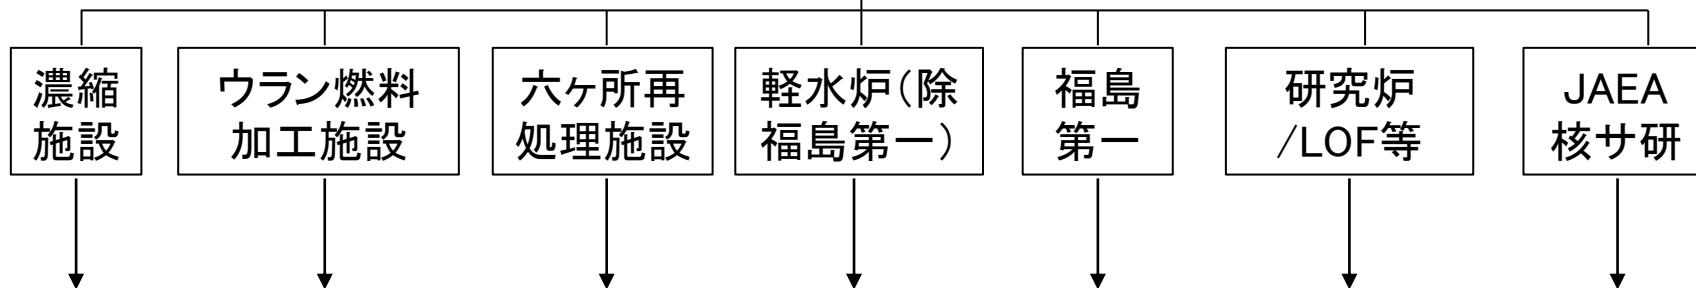 濃縮
施設
ウラン燃料
加工施設
六ヶ所再
処理施設
軽水炉(除
福島第一)
福島
第一
研究炉
/LOF等
JAEA
核サ研